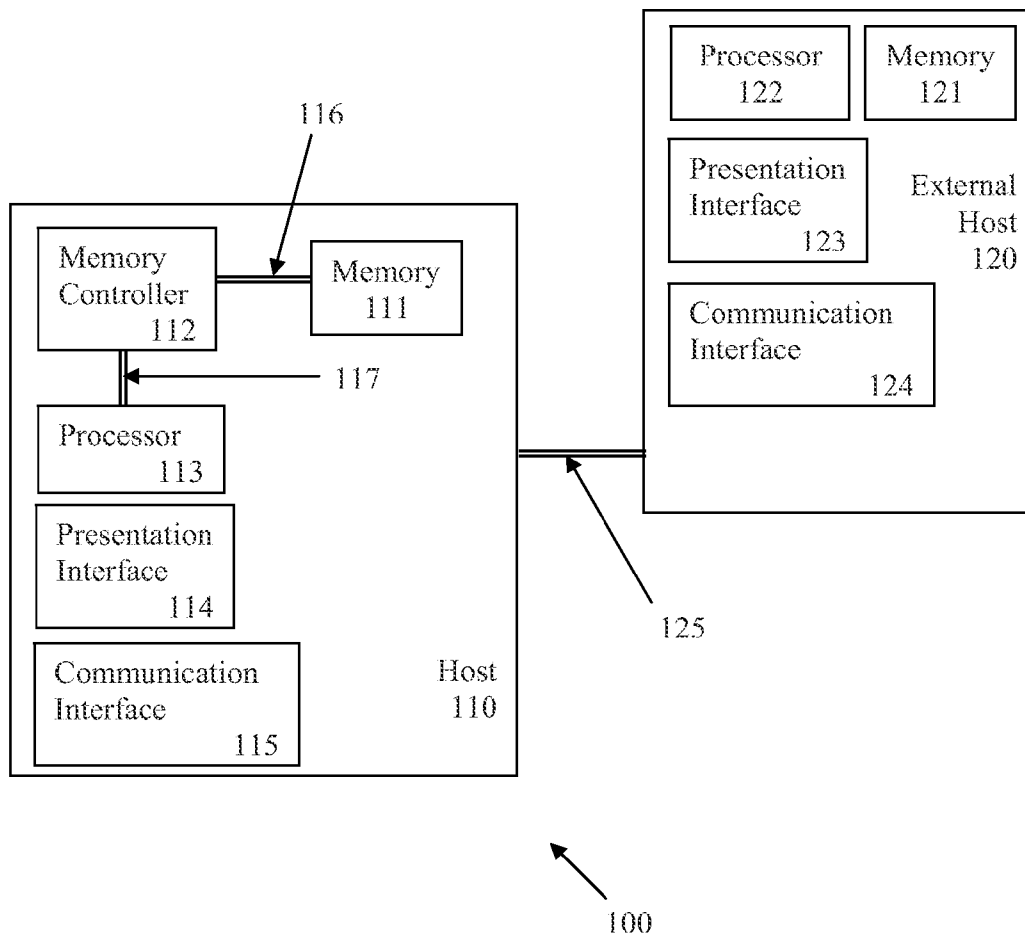 Processor
122
Memory
121
Presentation
Interface
123
External
Host
120
Communication
Interface
124
116
Memory
Controller
112
Memory
111
117
Processor
113
Presentation
Interface
114
Communication
Interface
115
Host
110
125
100